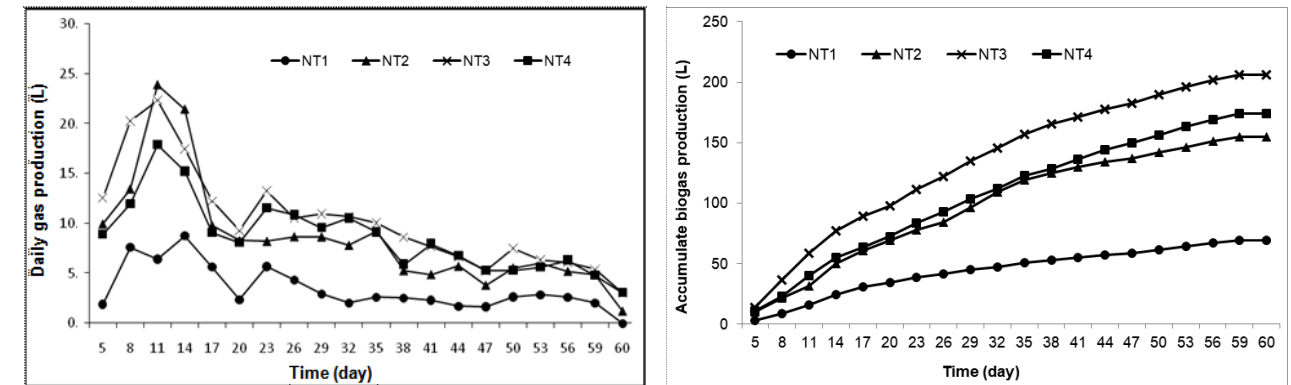 30.
25.
20.
15.
10.
5.
0.
Daily gas production (L)
NT1 NT2 NT3 NT4
5 8 11 14 17 20 23 26 29 32 35 38 41 44 47 50 53 56 59 60
Time (day)
250
200
150
100
50
0
Accumulate biogas production (L)
NT1 NT2 NT3 NT4
5 8 11 14 17 20 23 26 29 32 35 38 41 44 47 50 53 56 59 60
Time (day)